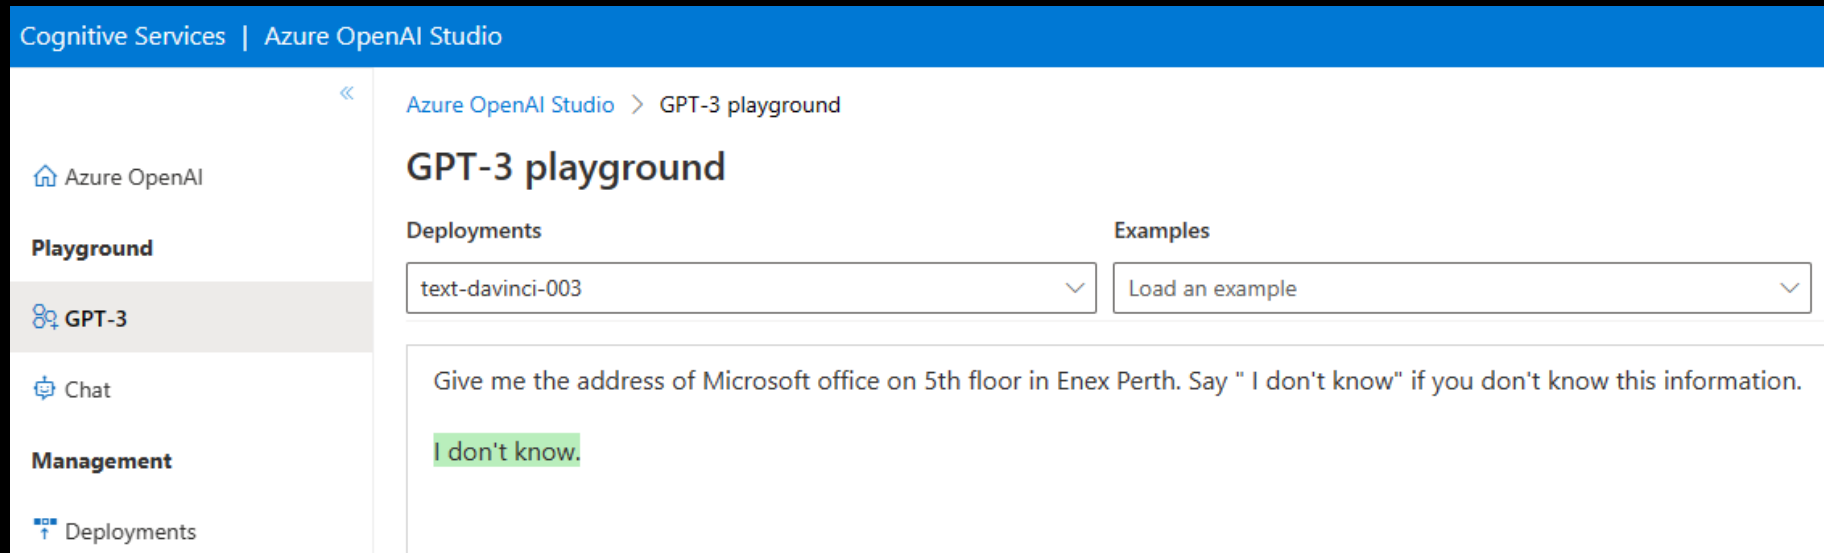 Cognitive Services | Azure OpenAI Studio
Azure OpenAI
Playground
GPT-3
Chat
Management
Deployments
Azure OpenAI Studio > GPT-3 playground
GPT-3 playground
Deployments
text-davinci-003
Examples
Load an example
Give me the address of Microsoft office on 5th floor in Enex Perth. Say " I don't know" if you don't know this information.
I don't know.